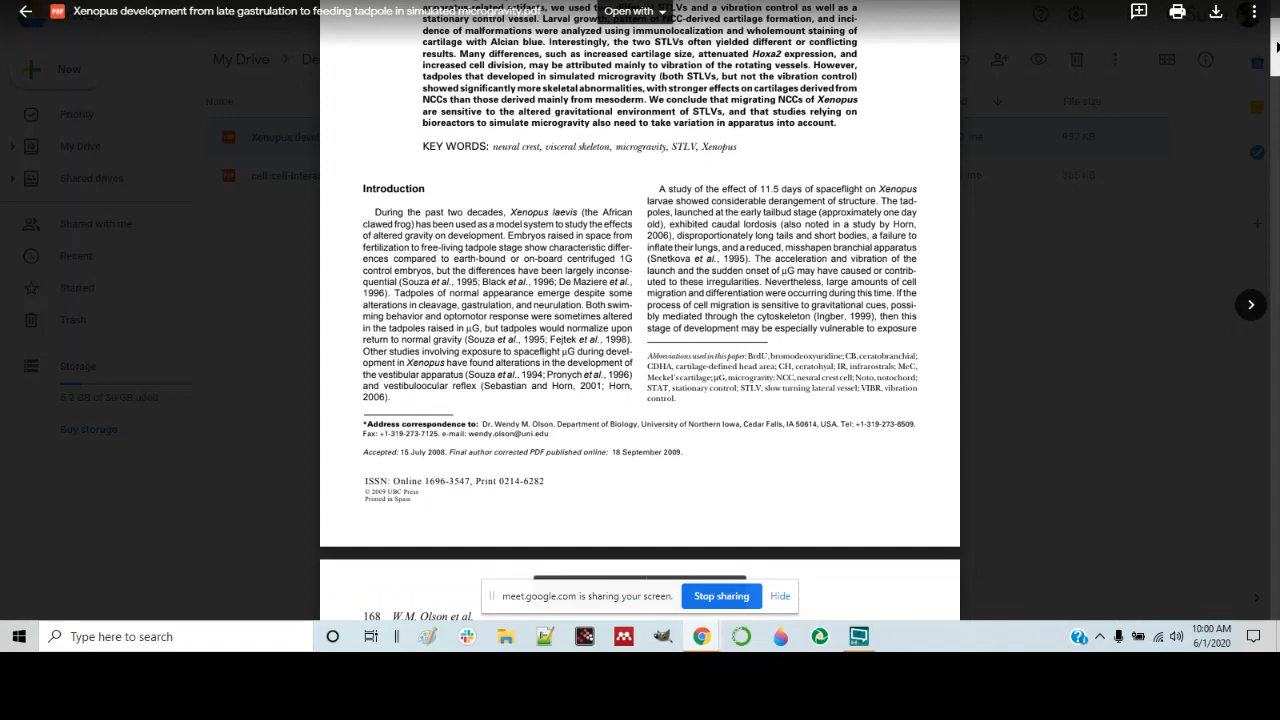 Xenopus development from late gastrulation to feeding tadpole in simulated microgravity.pdf
Open with
stationary control vessel. Larval growth, pattern of NCC-derived cartilage formation, and inci-
dence of malformations were analyzed using immunolocalization and wholemount staining of
cartilage with Alcian blue. Interestingly, the two STLVs often yielded different or conflicting
results. Many differences, such as increased cartilage size, attenuated Hoxa2 expression, and
increased cell division, may be attributed mainly to vibration of the rotating vessels. However,
tadpoles that developed in simulated microgravity (both STLVs, but not the vibration control)
showed significantly more skeletal abnormalities, with stronger effects on cartilages derived from
NCCs than those derived mainly from mesoderm. We conclude that migrating NCCs of Xenopus
are sensitive to the altered gravitational environment of STLVs, and that studies relying on
bioreactors to simulate microgravity also need to take variation in apparatus into account.
KEY WORDS: neural crest, visceral skeleton, microgravity, STLV, Xenopus
New
My Drive
Name
File size
Priority
My Drive
Shared drives
Shared with me
Recent
Starred
Trash
Storage
Buy storage
Xenopus devel
cell-cell-intera
Introduction
During the past two decades, Xenopus laevis (the African
clawed frog) has been used as a model system to study the effects
of altered gravity on development. Embryos raised in space from
fertilization to free-living tadpole stage show characteristic differ-
ences compared to earth-bound or on-board centrifuged 1G
control embryos, but the differences have been largely inconse-
quential (Souza et al., 1995; Black et al., 1996; De Maziere et al.,
1996). Tadpoles of normal appearance emerge despite some
alterations in cleavage, gastrulation, and neurulation. Both swim-
ming behavior and optomotor response were sometimes altered
in the tadpoles raised in µG, but tadpoles would normalize upon
return to normal gravity (Souza et al., 1995; Fejtek et al., 1998).
Other studies involving exposure to spaceflight µG during devel-
opment in Xenopus have found alterations in the development of
the vestibular apparatus (Souza et al., 1994; Pronych et al., 1996)
and vestibuloocular reflex (Sebastian and Horn, 2001; Horn,
2006).
A study of the effect of 11.5 days of spaceflight on Xenopus
larvae showed considerable derangement of structure. The tad-
poles, launched at the early tailbud stage (approximately one day
old), exhibited caudal lordosis (also noted in a study by Horn,
2006), disproportionately long tails and short bodies, a failure to
inflate their lungs, and a reduced, misshapen branchial apparatus
(Snetkova et al., 1995). The acceleration and vibration of the
launch and the sudden onset of µG may have caused or contrib-
uted to these irregularities. Nevertheless, large amounts of cell
migration and differentiation were occurring during this time. If the
process of cell migration is sensitive to gravitational cues, possi-
bly mediated through the cytoskeleton (Ingber, 1999), then this
stage of development may be especially vulnerable to exposure
Abbreviations used in this paper: BrdU, bromodeoxyuridine; CB, ceratobranchial;
CDHA, cartilage-defined head area; CH, ceratohyal; IR, infrarostrals; MeC,
Meckel's cartilage; µG, microgravity; NCC, neural crest cell; Noto, notochord;
STAT, stationary control; STLV, slow turning lateral vessel; VIBR, vibration
control.
*Address correspondence to: Dr. Wendy M. Olson. Department of Biology, University of Northern Iowa, Cedar Falls, IA 50614, USA. Tel: +1-319-273-6509.
Fax: +1-319-273-7125. e-mail: wendy.olson@uni.edu
Accepted: 15 July 2008. Final author corrected PDF published online: 18 September 2009.
ISSN: Online 1696-3547, Print 0214-6282
© 2009 UBC Press
Printed in Spain
meet.google.com is sharing your screen.
Stop sharing
Hide
168 W.M. Olson et al.
Type here to search
10:00 AM
6/1/2020